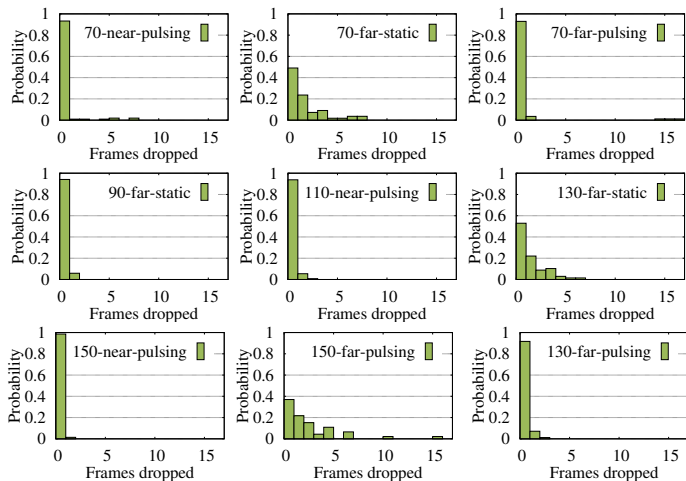 Probability
1
0.8
0.6
0.4
0.2
0
70-near-pulsing
0 5 10 15
Frames dropped
Probability
1
0.8
0.6
0.4
0.2
0
70-far-static
0 5 10 15
Frames dropped
Probability
1
0.8
0.6
0.4
0.2
0
70-far-pulsing
0 5 10 15
Frames dropped
Probability
1
0.8
0.6
0.4
0.2
0
90-far-static
0 5 10 15
Frames dropped
Probability
1
0.8
0.6
0.4
0.2
0
110-near-pulsing
0 5 10 15
Frames dropped
Probability
1
0.8
0.6
0.4
0.2
0
130-far-static
0 5 10 15
Frames dropped
Probability
1
0.8
0.6
0.4
0.2
0
150-near-pulsing
0 5 10 15
Frames dropped
Probability
1
0.8
0.6
0.4
0.2
0
150-far-pulsing
0 5 10 15
Frames dropped
Probability
1
0.8
0.6
0.4
0.2
0
130-far-pulsing
0 5 10 15
Frames dropped